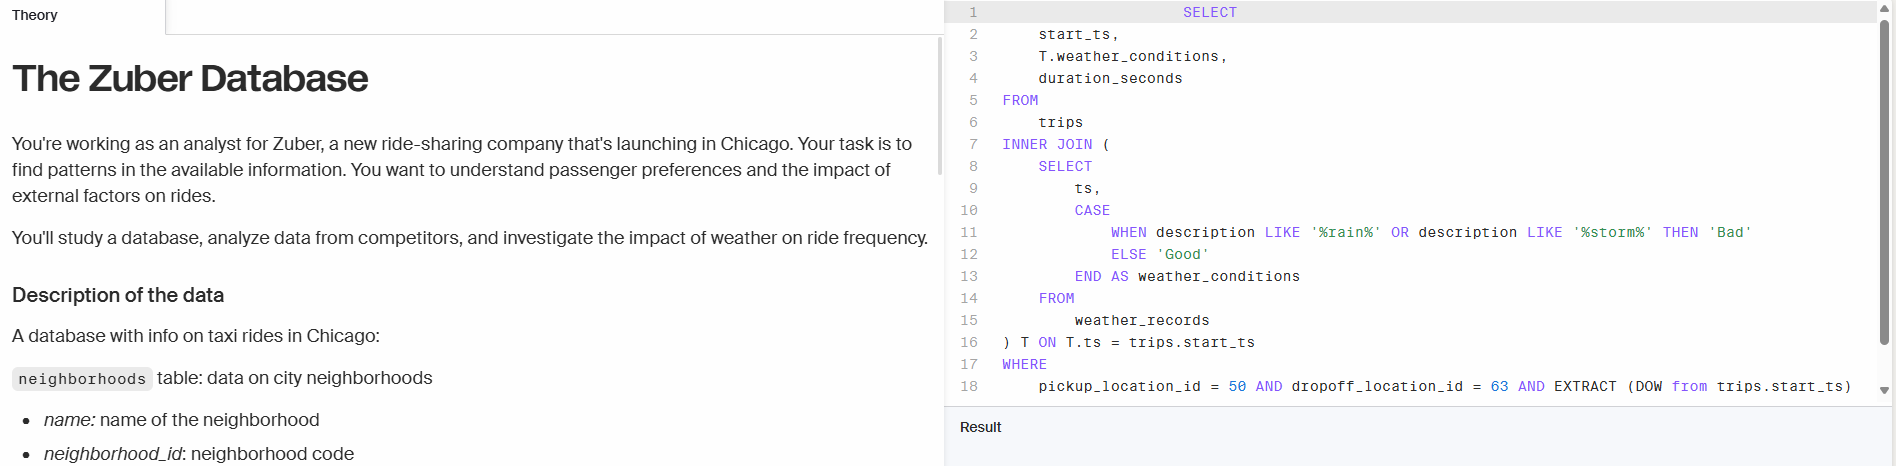 Theory
The Zuber Database
You're working as an analyst for Zuber, a new ride-sharing company that's launching in Chicago. Your task is to
find patterns in the available information. You want to understand passenger preferences and the impact of
external factors on rides.
You'll study a database, analyze data from competitors, and investigate the impact of weather on ride frequency.
Description of the data
A database with info on taxi rides in Chicago:
neighborhoods table: data on city neighborhoods
• name: name of the neighborhood
• neighborhood_id: neighborhood code
1 SELECT
2 start_ts,
3 T.weather_conditions,
4 duration_seconds
5 FROM
6 trips
7 INNER JOIN (
8 SELECT
9 ts,
10 CASE
11 WHEN description LIKE '%rain%' OR description LIKE '%storm%' THEN 'Bad'
12 ELSE 'Good'
13 END AS weather_conditions
14 FROM
15 weather_records
16 ) T ON T.ts = trips.start_ts
17 WHERE
18 pickup_location_id = 50 AND dropoff_location_id = 63 AND EXTRACT (DOW from trips.start_ts)
Result